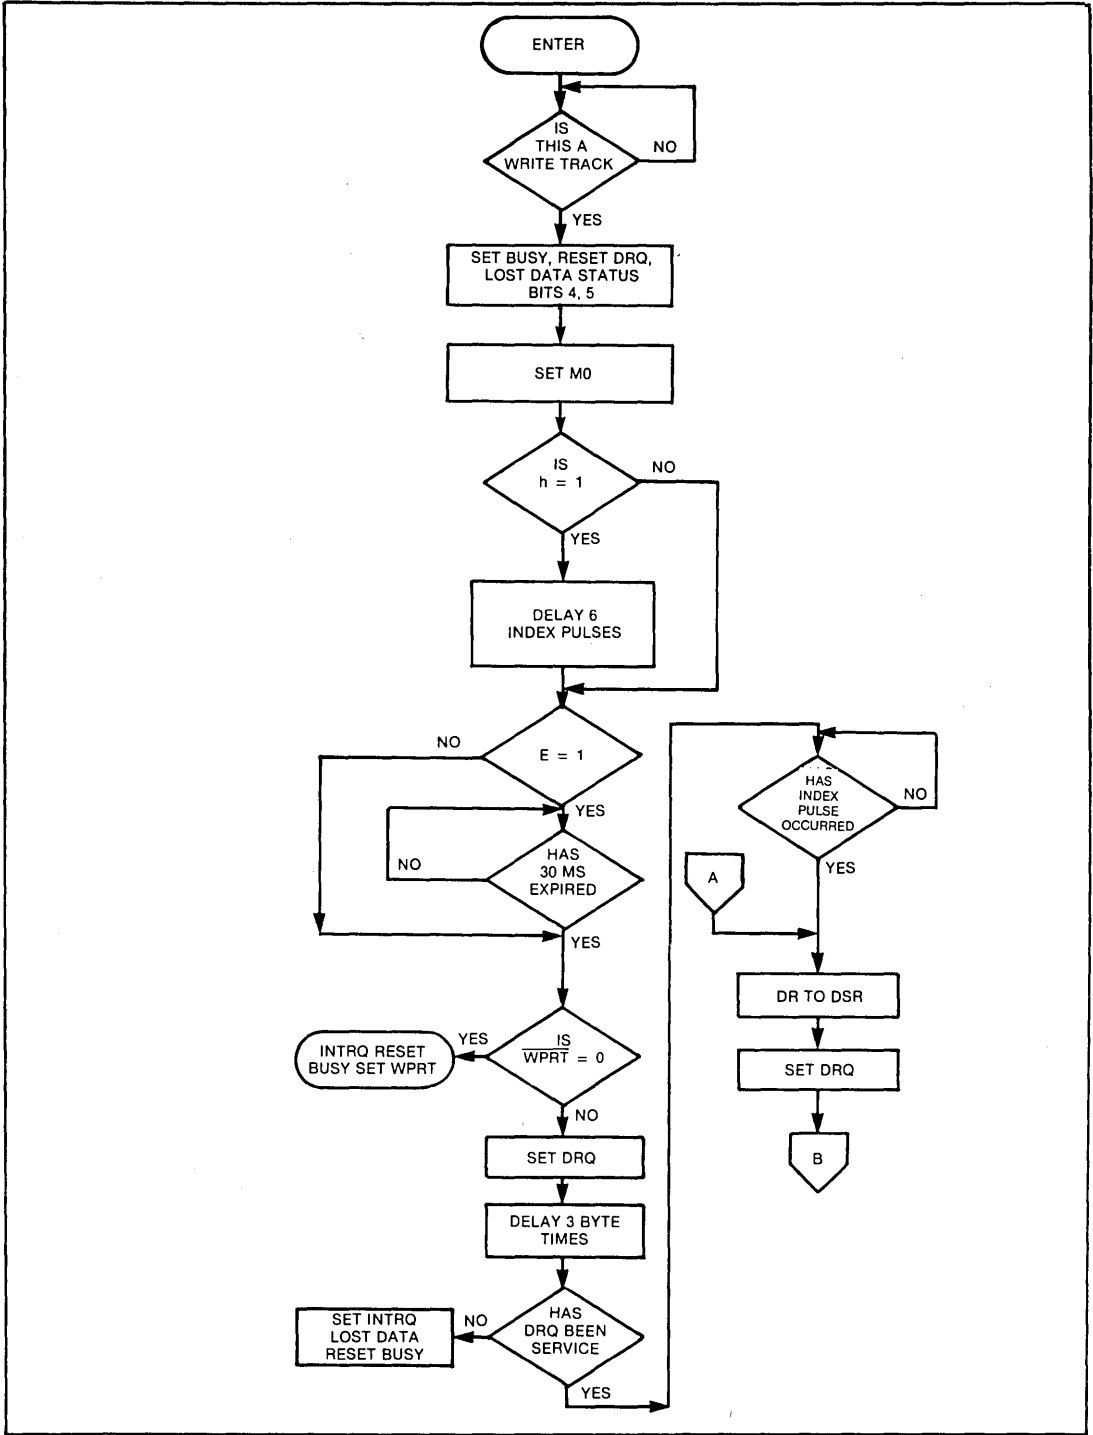 ENTER
IS
THIS A
WRITE TRACK
NO
YES
SET BUSY, RESET DRQ,
LOST DATA STATUS
BITS 4, 5
SET M0
IS
h = 1
NO
YES
DELAY 6
INDEX PULSES
E = 1
NO
YES
HAS
30 MS
EXPIRED
NO
YES
IS
WPRT = 0
YES
INTRQ RESET
BUSY SET WPRT
NO
SET DRQ
DELAY 3 BYTE
TIMES
HAS
DRQ BEEN
SERVICE
NO
SET INTRQ
LOST DATA
RESET BUSY
YES
HAS
INDEX
PULSE
OCCURRED
NO
YES
A
DR TO DSR
SET DRQ
B